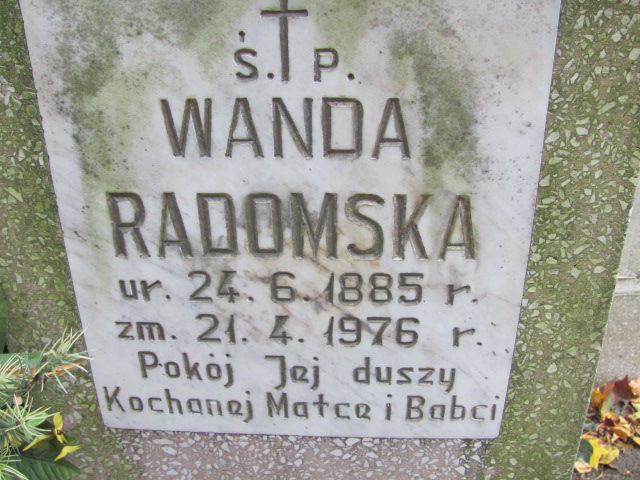 ś. P.
WANDA
RADOMSKA
ur. 24. 6. 1885 r.
zm. 21. 4. 1976 r.
Pokój Jej duszy
Kochanej Matce i Babci